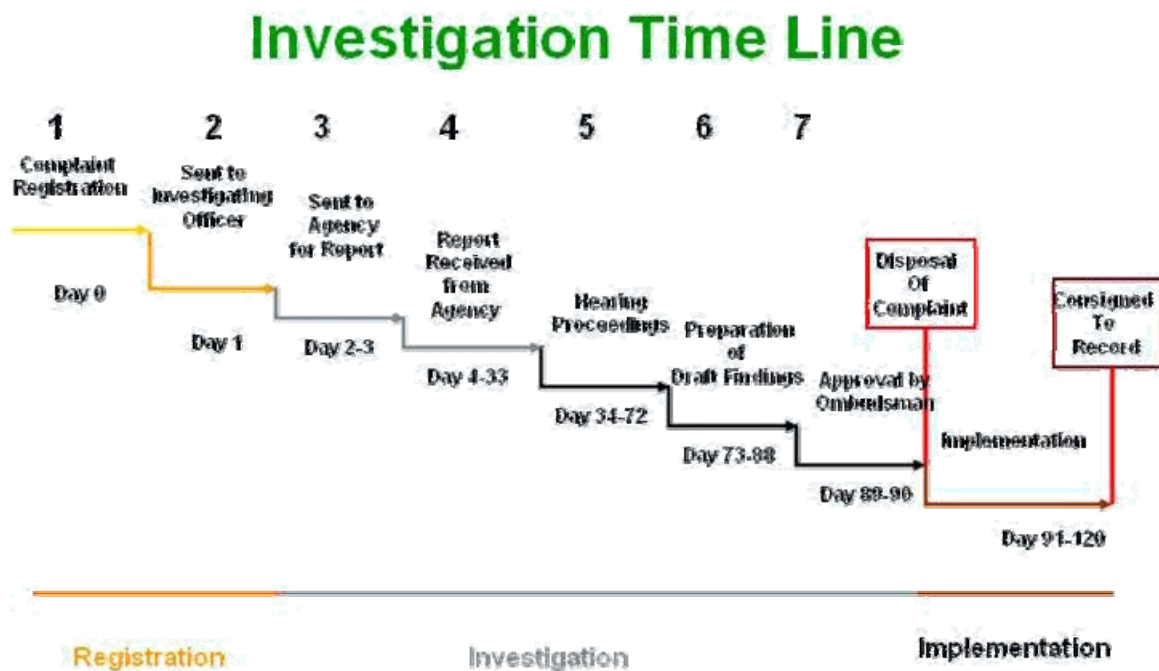 Investigation Time Line
1 2 3 4 5 6 7
Complaint
Registration
Day 0
Sent to
Investigating
Officer
Day 1
Sent to
Agency
for Report
Day 2-3
Report
Received
from
Agency
Day 4-33
Hearing
Proceedings
Day 34-72
Preparation
of
Draft Findings
Day 73-88
Approval by
Ombudsman
Day 89-90
Disposal
Of
Complaint
Implementation
Day 91-120
Consigned
To
Record
Registration
Investigation
Implementation